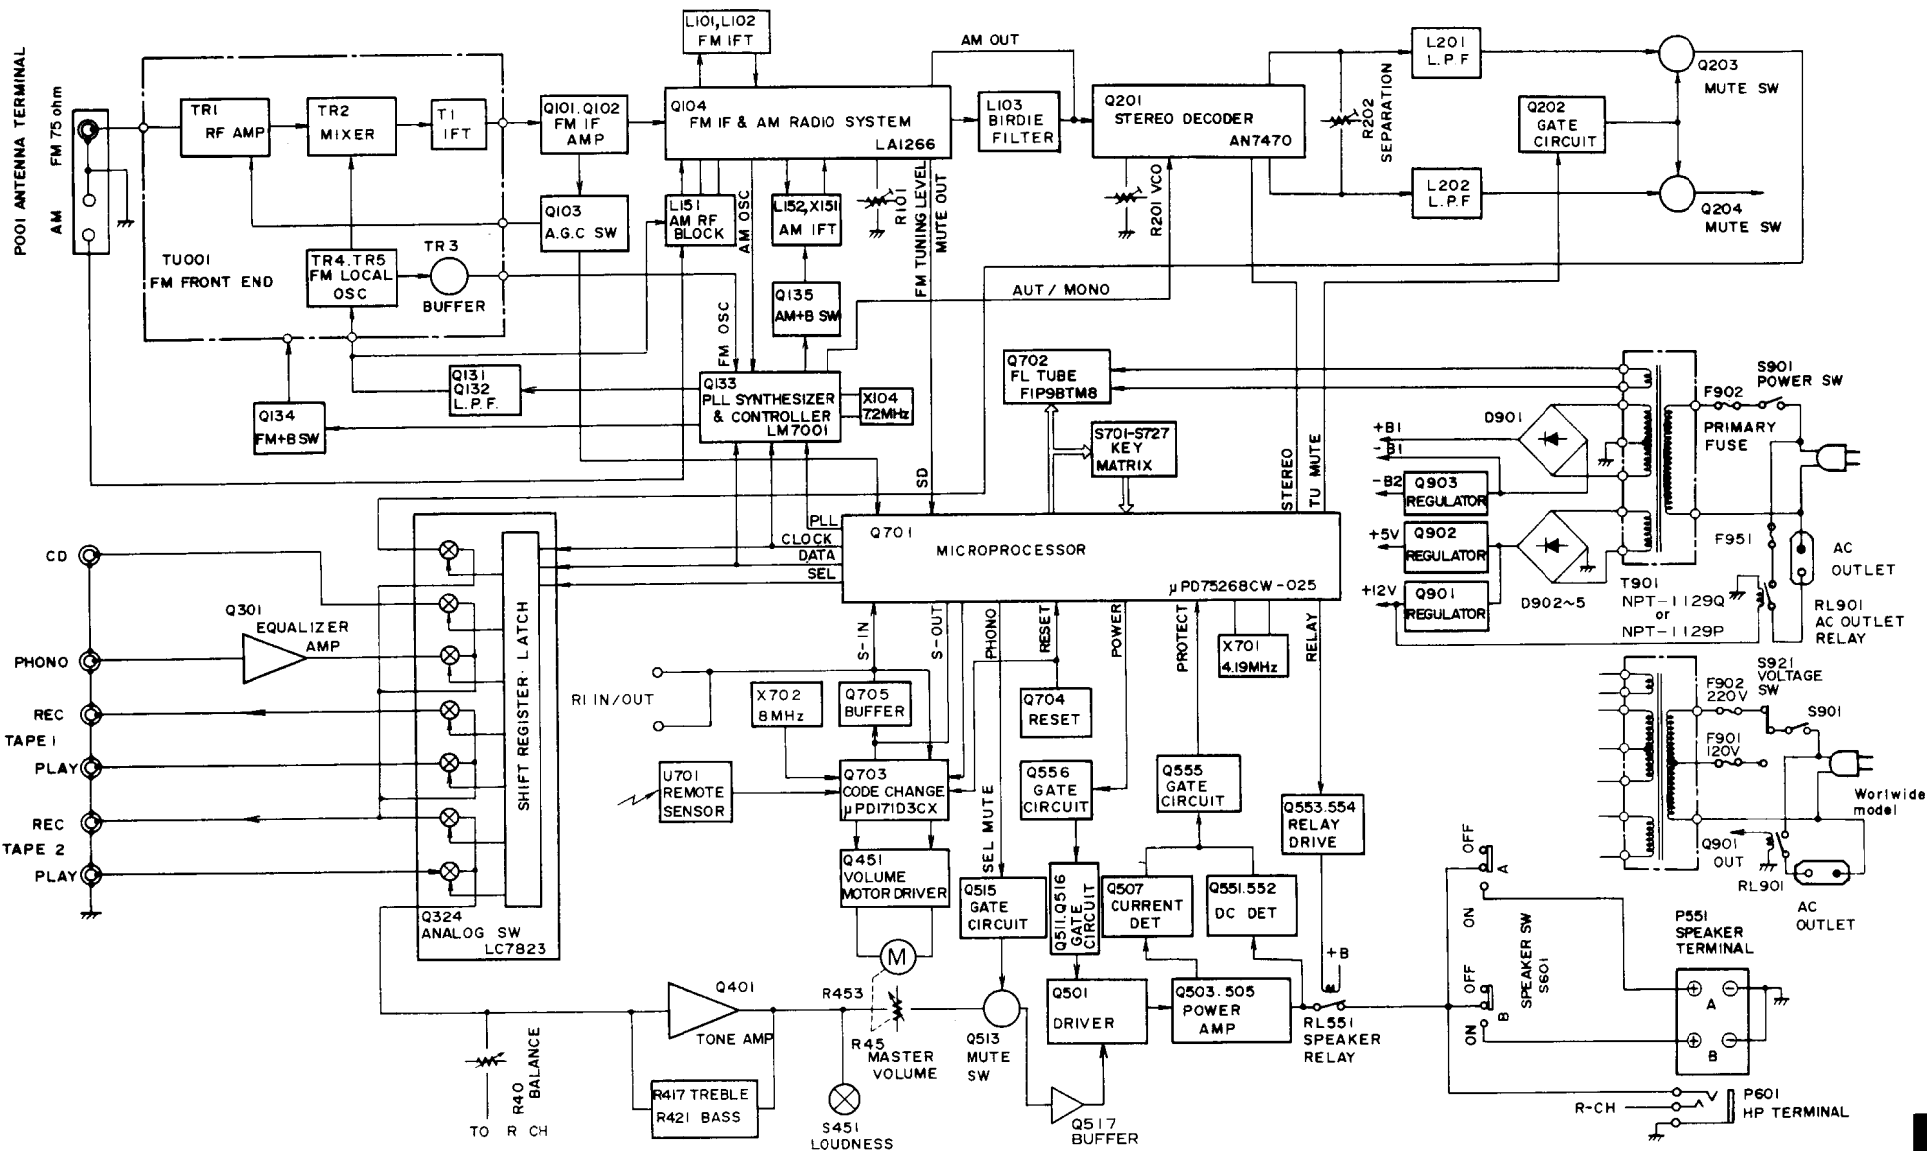 P001 ANTENNA TERMINAL
FM 75 ohm
AM
TR1
RF AMP
TR2
MIXER
T1
IFT
TU001
FM FRONT END
TR4.TR5
FM LOCAL
OSC
TR3
BUFFER
Q101.Q102
FM IF
AMP
Q103
A.G.C SW
L101,L102
FM IFT
Q104
FM IF & AM RADIO SYSTEM
LA1266
AM OUT
L103
BIRDIE
FILTER
Q201
STEREO DECODER
AN7470
R202
SEPARATION
L201
L.P.F
L202
L.P.F
Q202
GATE
CIRCUIT
Q203
MUTE SW
Q204
MUTE SW
L151
AM RF
BLOCK
AM OSC
L152,X151
AM IFT
R101
FM TUNING LEVEL
MUTE OUT
R201 VCO
Q135
AM+B SW
AUT / MONO
FM OSC
Q131
Q132
L.P.F.
Q134
FM+B SW
Q133
PLL SYNTHESIZER
& CONTROLLER
LM7001
X104
7.2MHz
Q702
FL TUBE
FIP9BTM8
S701-S727
KEY
MATRIX
SD
STEREO
TU MUTE
S901
POWER SW
F902
PRIMARY
FUSE
D901
+B1
-B1
-B2
Q903
REGULATOR
+5V
Q902
REGULATOR
+12V
Q901
REGULATOR
D902~5
T901
NPT-1129Q
or
NPT-1129P
F951
AC
OUTLET
RL901
AC OUTLET
RELAY
PLL
CLOCK
DATA
SEL
Q701
MICROPROCESSOR
μPD75268CW-025
CD
PHONO
REC
TAPE 1
PLAY
REC
TAPE 2
PLAY
Q301
EQUALIZER
AMP
SHIFT REGISTER LATCH
Q324
ANALOG SW
LC7823
S-IN
S-OUT
PHONO
RESET
POWER
PROTECT
RELAY
X701
4.19MHz
RI IN/OUT
X702
8MHz
Q705
BUFFER
Q704
RESET
U701
REMOTE
SENSOR
Q703
CODE CHANGE
μPD17103CX
Q451
VOLUME
MOTOR DRIVER
M
SEL MUTE
Q556
GATE
CIRCUIT
Q555
GATE
CIRCUIT
Q553.554
RELAY
DRIVE
Q515
GATE
CIRCUIT
Q511.Q516
GATE
CIRCUIT
Q507
CURRENT
DET
Q551.552
DC DET
+B
Q401
TONE AMP
R417 TREBLE
R421 BASS
R40
BALANCE
TO R CH
R453
R45
MASTER
VOLUME
S451
LOUDNESS
Q513
MUTE
SW
Q517
BUFFER
Q501
DRIVER
Q503.505
POWER
AMP
RL551
SPEAKER
RELAY
OFF
A
ON
OFF
B
ON
SPEAKER SW
S601
P551
SPEAKER
TERMINAL
A
B
R-CH
P601
HP TERMINAL
S921
VOLTAGE
SW
F902
220V
S901
F901
120V
Worlwide
model
Q901
OUT
RL901
AC
OUTLET